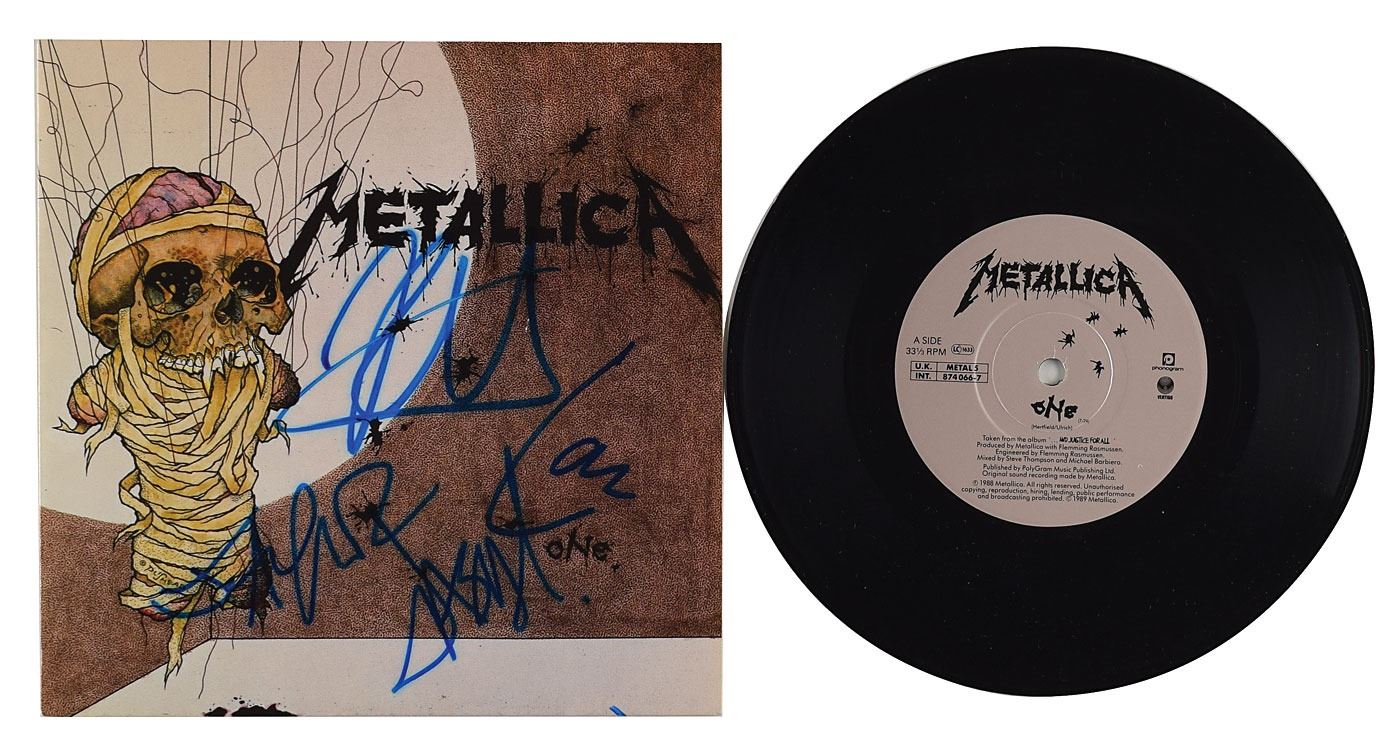 METALLICA
oNe.
METALLICA
A SIDE
33⅓ RPM LC 1633
U.K. METAL 5
INT. 874 066-7
phonogram
VERTIGO
oNe (7:24)
(Hetfield/Ulrich)
Taken from the album '...AND JUSTICE FOR ALL'
Produced by Metallica with Flemming Rasmussen.
Engineered by Flemming Rasmussen.
Mixed by Steve Thompson and Michael Barbiero.
Published by PolyGram Music Publishing Ltd.
Original sound recording made by Metallica.
℗ 1988 Metallica. All rights reserved. Unauthorised
copying, reproduction, hiring, lending, public performance
and broadcasting prohibited. © 1989 Metallica.